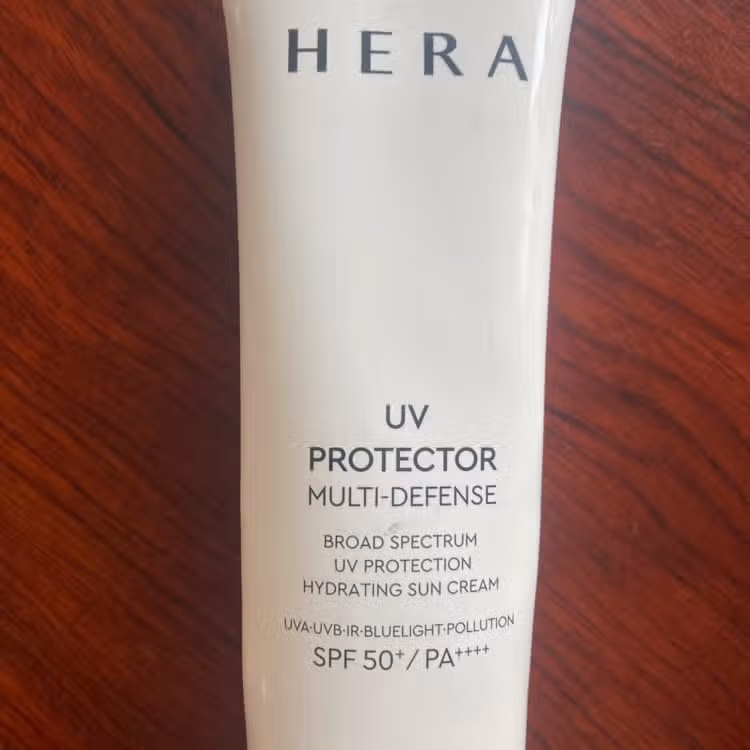 HERA
UV
PROTECTOR
MULTI-DEFENSE
BROAD SPECTRUM
UV PROTECTION
HYDRATING SUN CREAM
UVA·UVB·IR·BLUELIGHT·POLLUTION
SPF 50⁺/ PA⁺⁺⁺⁺